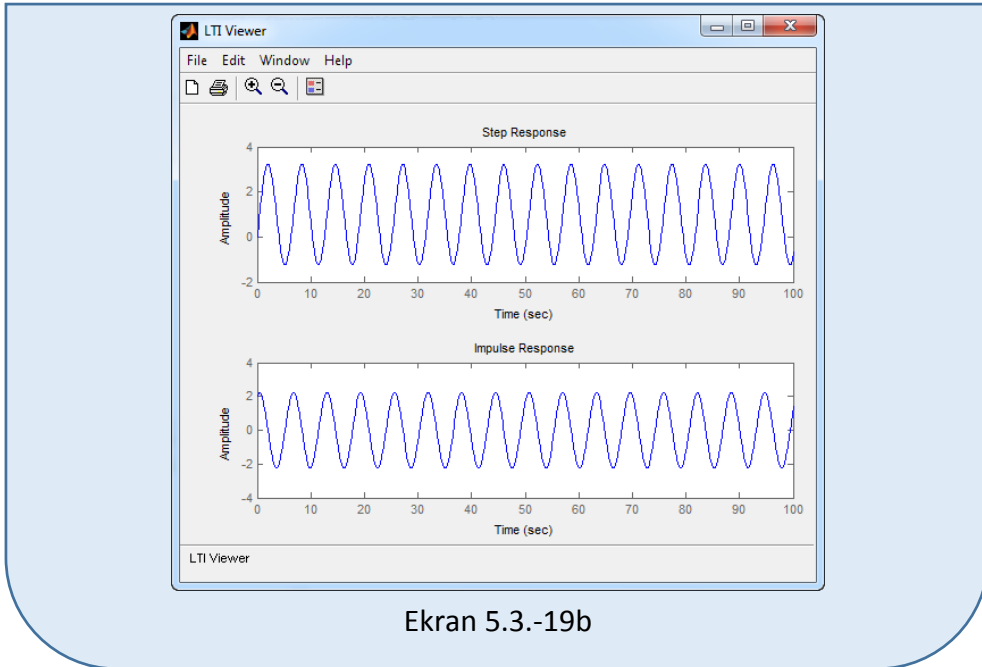 LTI Viewer
File Edit Window Help
Step Response
Amplitude
4
2
0
-2
0 10 20 30 40 50 60 70 80 90 100
Time (sec)
Impulse Response
Amplitude
4
2
0
-2
-4
0 10 20 30 40 50 60 70 80 90 100
Time (sec)
LTI Viewer
Ekran 5.3.-19b